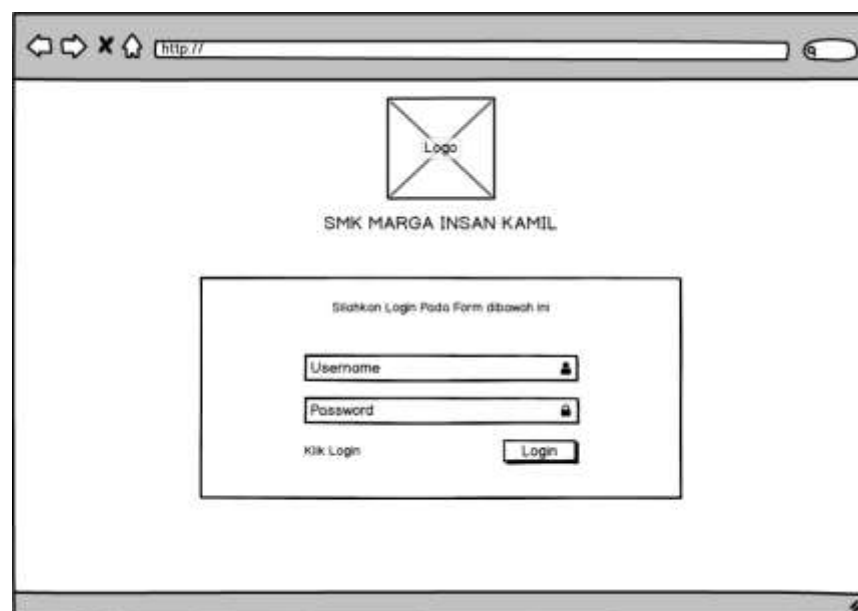 http://
Logo
SMK MARGA INSAN KAMIL
Silahkan Login Pada Form dibawah ini
Username
Password
Klik Login
Login